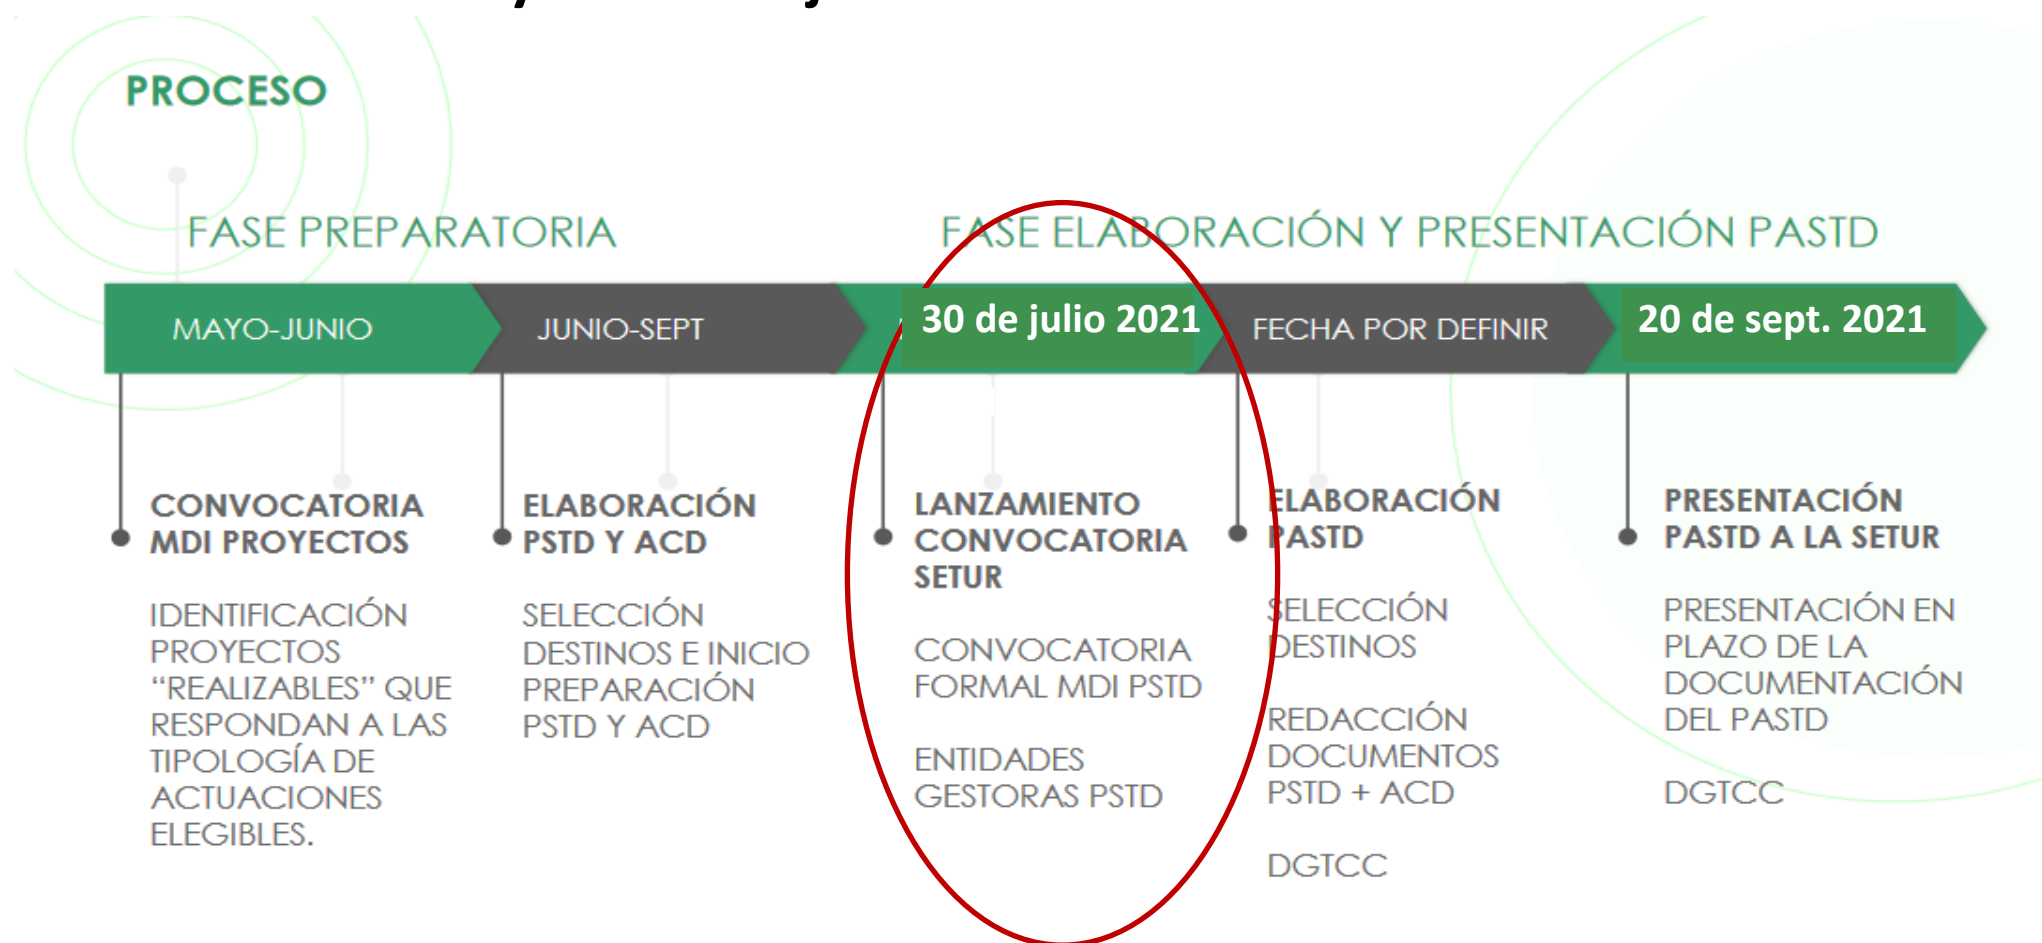 PROCESO
FASE PREPARATORIA
FASE ELABORACIÓN Y PRESENTACIÓN PASTD
MAYO-JUNIO
JUNIO-SEPT
30 de julio 2021
FECHA POR DEFINIR
20 de sept. 2021
CONVOCATORIA
MDI PROYECTOS
IDENTIFICACIÓN
PROYECTOS
“REALIZABLES” QUE
RESPONDAN A LAS
TIPOLOGÍA DE
ACTUACIONES
ELEGIBLES.
ELABORACIÓN
PSTD Y ACD
SELECCIÓN
DESTINOS E INICIO
PREPARACIÓN
PSTD Y ACD
LANZAMIENTO
CONVOCATORIA
SETUR
CONVOCATORIA
FORMAL MDI PSTD
ENTIDADES
GESTORAS PSTD
ELABORACIÓN
PASTD
SELECCIÓN
DESTINOS
REDACCIÓN
DOCUMENTOS
PSTD + ACD
DGTCC
PRESENTACIÓN
PASTD A LA SETUR
PRESENTACIÓN EN
PLAZO DE LA
DOCUMENTACIÓN
DEL PASTD
DGTCC